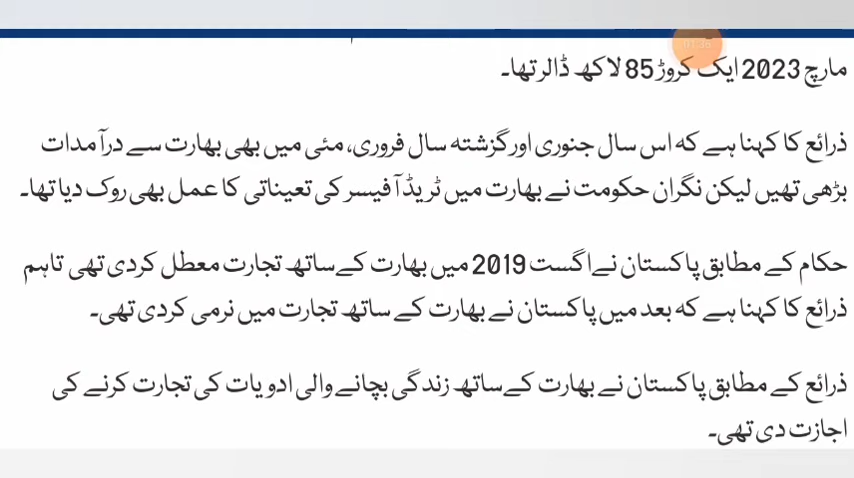 مارچ 2023 ایک کروڑ 85 لاکھ ڈالر تھا۔
ذرائع کا کہنا ہے کہ اس سال جنوری اور گزشتہ سال فروری، مئی میں بھی بھارت سے درآمدات
بڑھی تھیں لیکن نگران حکومت نے بھارت میں ٹریڈ آفیسر کی تعیناتی کا عمل بھی روک دیا تھا۔
حکام کے مطابق پاکستان نے اگست 2019 میں بھارت کے ساتھ تجارت معطل کردی تھی تاہم
ذرائع کا کہنا ہے کہ بعد میں پاکستان نے بھارت کے ساتھ تجارت میں نرمی کردی تھی۔
ذرائع کے مطابق پاکستان نے بھارت کے ساتھ زندگی بچانے والی ادویات کی تجارت کرنے کی
اجازت دی تھی۔